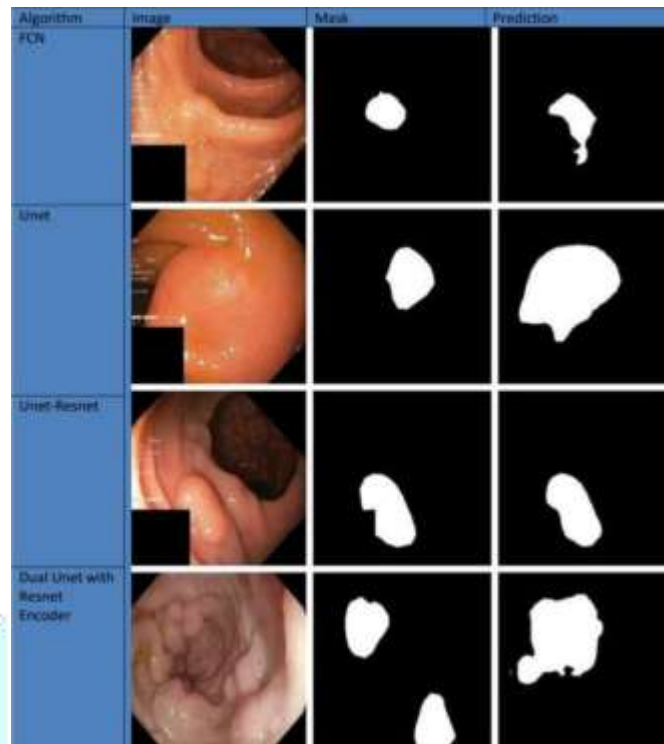 Algorithm Image Mask Prediction
FCN
Unet
Unet-Resnet
Dual Unet with
Resnet
Encoder